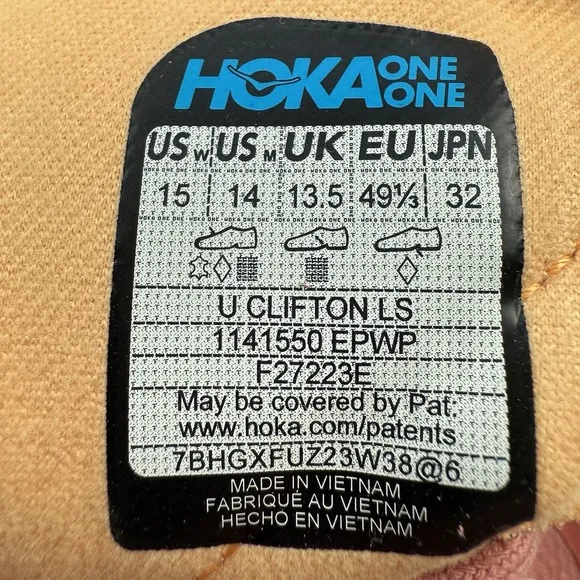 HOKA ONE ONE
US W US M UK EU JPN
15 14 13.5 49⅓ 32
U CLIFTON LS
1141550 EPWP
F27223E
May be covered by Pat.
www.hoka.com/patents
7BHGXFUZ23W38@6
MADE IN VIETNAM
FABRIQUÉ AU VIETNAM
HECHO EN VIETNAM